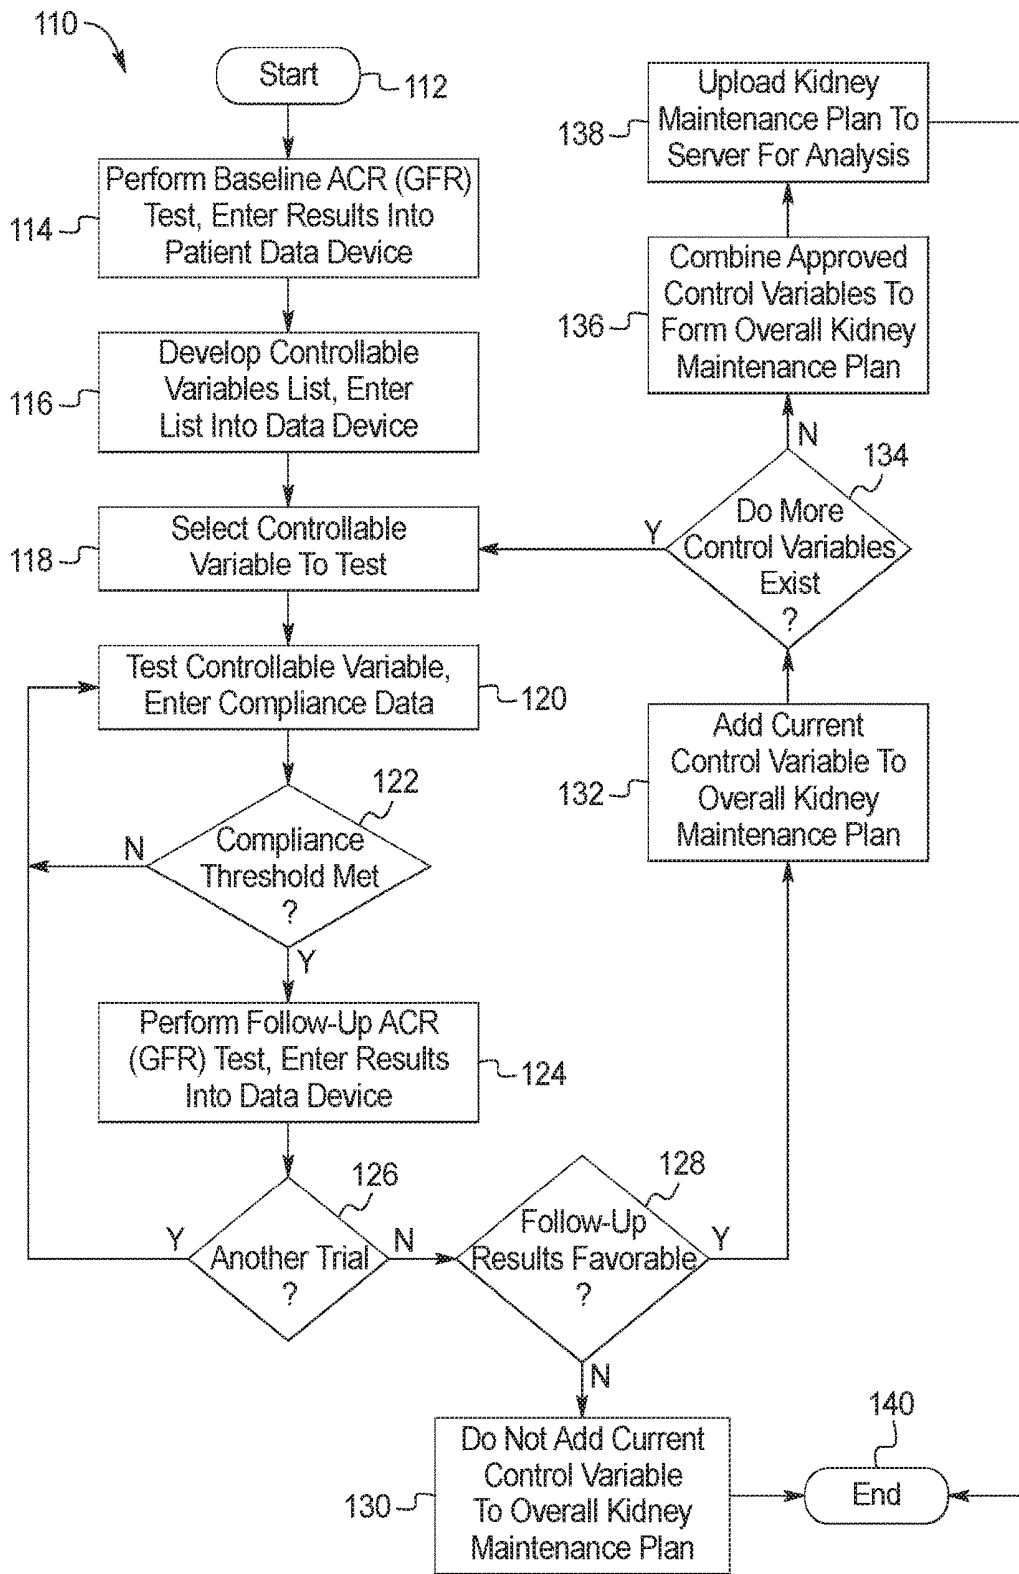 110
Start
112
Perform Baseline ACR (GFR)
Test, Enter Results Into
Patient Data Device
114
Develop Controllable
Variables List, Enter
List Into Data Device
116
Select Controllable
Variable To Test
118
Test Controllable Variable,
Enter Compliance Data
120
122
Compliance
Threshold Met
?
N
Y
Perform Follow-Up ACR
(GFR) Test, Enter Results
Into Data Device
124
126
Another Trial
?
Y
N
128
Follow-Up
Results Favorable
?
Y
N
Do Not Add Current
Control Variable
To Overall Kidney
Maintenance Plan
130
Add Current
Control Variable To
Overall Kidney
Maintenance Plan
132
134
Do More
Control Variables
Exist
?
Y
N
Combine Approved
Control Variables To
Form Overall Kidney
Maintenance Plan
136
Upload Kidney
Maintenance Plan To
Server For Analysis
138
140
End